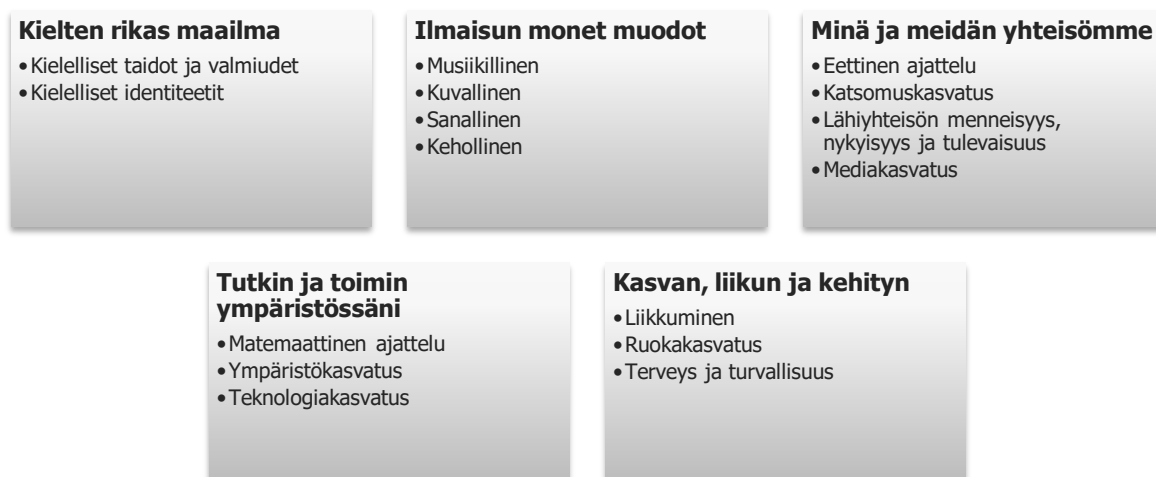 Kielten rikas maailma
•Kielelliset taidot ja valmiudet
•Kielelliset identiteetit
Ilmaisun monet muodot
•Musiikillinen
•Kuvallinen
•Sanallinen
•Kehollinen
Minä ja meidän yhteisömme
•Eettinen ajattelu
•Katsomuskasvatus
•Lähiyhteisön menneisyys,
nykyisyys ja tulevaisuus
•Mediakasvatus
Tutkin ja toimin
ympäristössäni
•Matemaattinen ajattelu
•Ympäristökasvatus
•Teknologiakasvatus
Kasvan, liikun ja kehityn
•Liikkuminen
•Ruokakasvatus
•Terveys ja turvallisuus